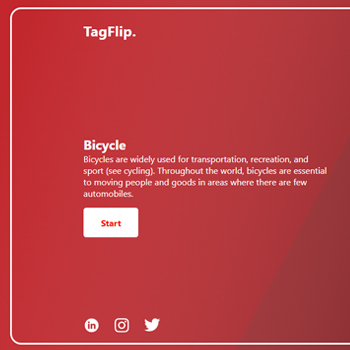 TagFlip.
Bicycle
Bicycles are widely used for transportation, recreation, and
sport (see cycling). Throughout the world, bicycles are essential
to moving people and goods in areas where there are few
automobiles.
Start
in